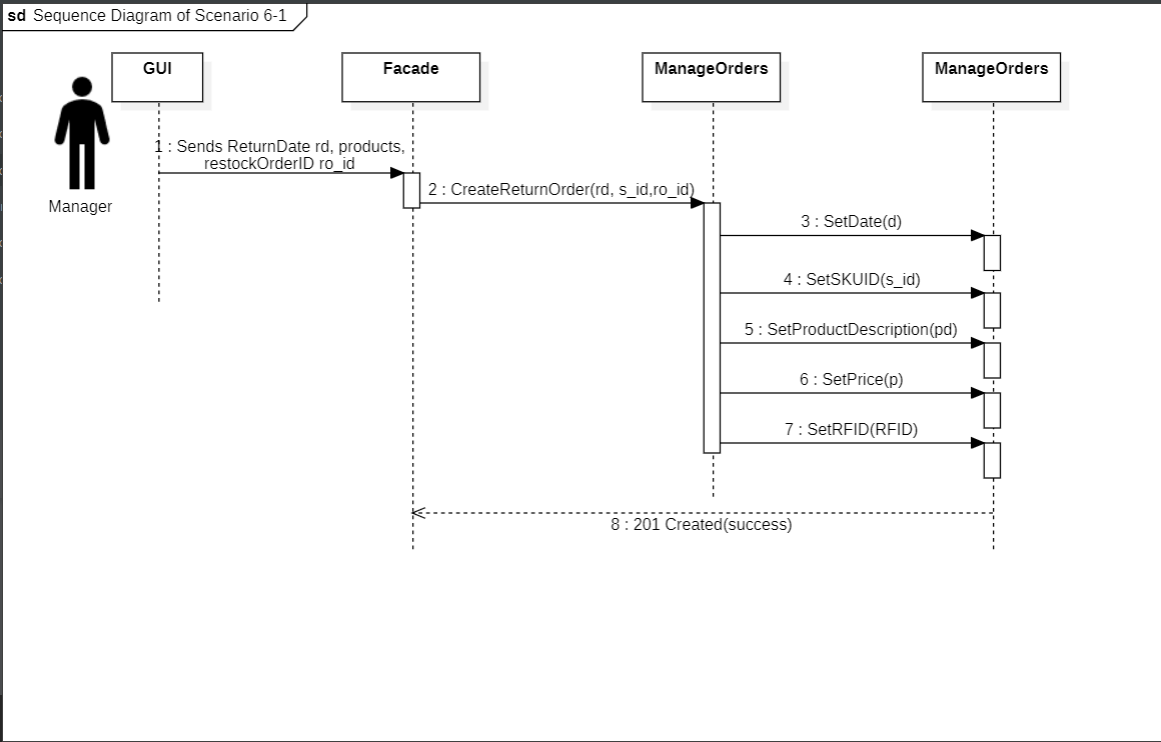 sd Sequence Diagram of Scenario 6-1
GUI
Facade
ManageOrders
ManageOrders
Manager
1 : Sends ReturnDate rd, products,
restockOrderID ro_id
2 : CreateReturnOrder(rd, s_id,ro_id)
3 : SetDate(d)
4 : SetSKUID(s_id)
5 : SetProductDescription(pd)
6 : SetPrice(p)
7 : SetRFID(RFID)
8 : 201 Created(success)